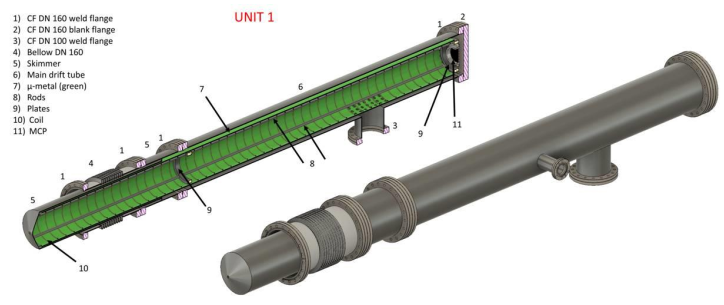 UNIT 1
1) CF DN 160 weld flange
2) CF DN 160 blank flange
3) CF DN 100 weld flange
4) Bellow DN 160
5) Skimmer
6) Main drift tube
7) μ-metal (green)
8) Rods
9) Plates
10) Coil
11) MCP
1 2
6
7
9 11
3
8
1
5
1
4
1
9
5
10